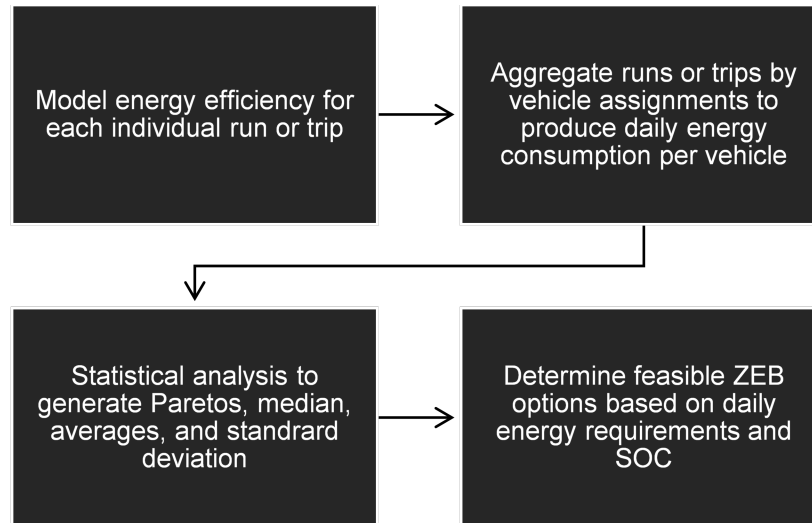 Model energy efficiency for
each individual run or trip
Aggregate runs or trips by
vehicle assignments to
produce daily energy
consumption per vehicle
Statistical analysis to
generate Paretos, median,
averages, and standrard
deviation
Determine feasible ZEB
options based on daily
energy requirements and
SOC